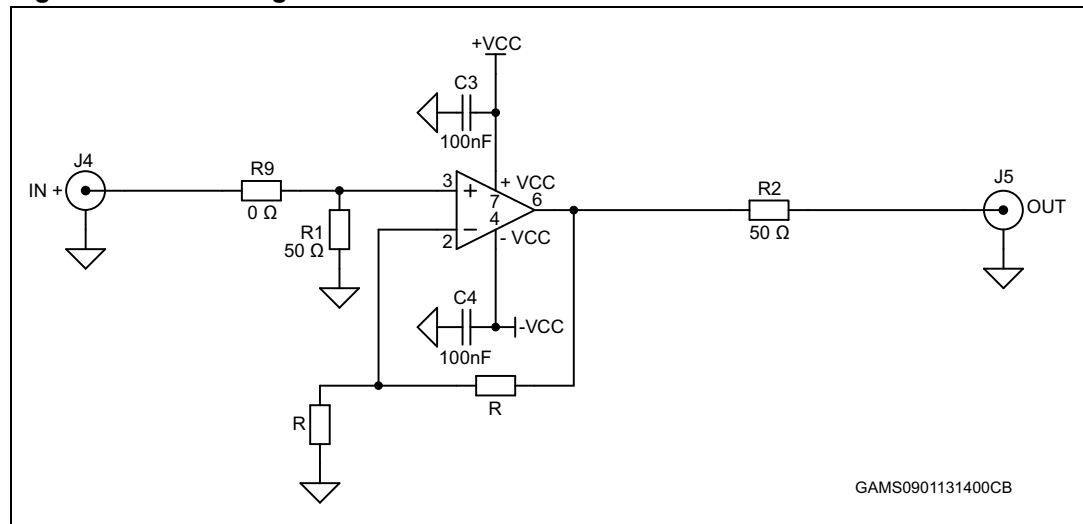 +VCC
C3
100nF
J4
IN +
R9
0 Ω
R1
50 Ω
3
+
7
+ VCC
6
2
−
4
- VCC
R2
50 Ω
J5
OUT
C4
100nF
-VCC
R
R
GAMS0901131400CB